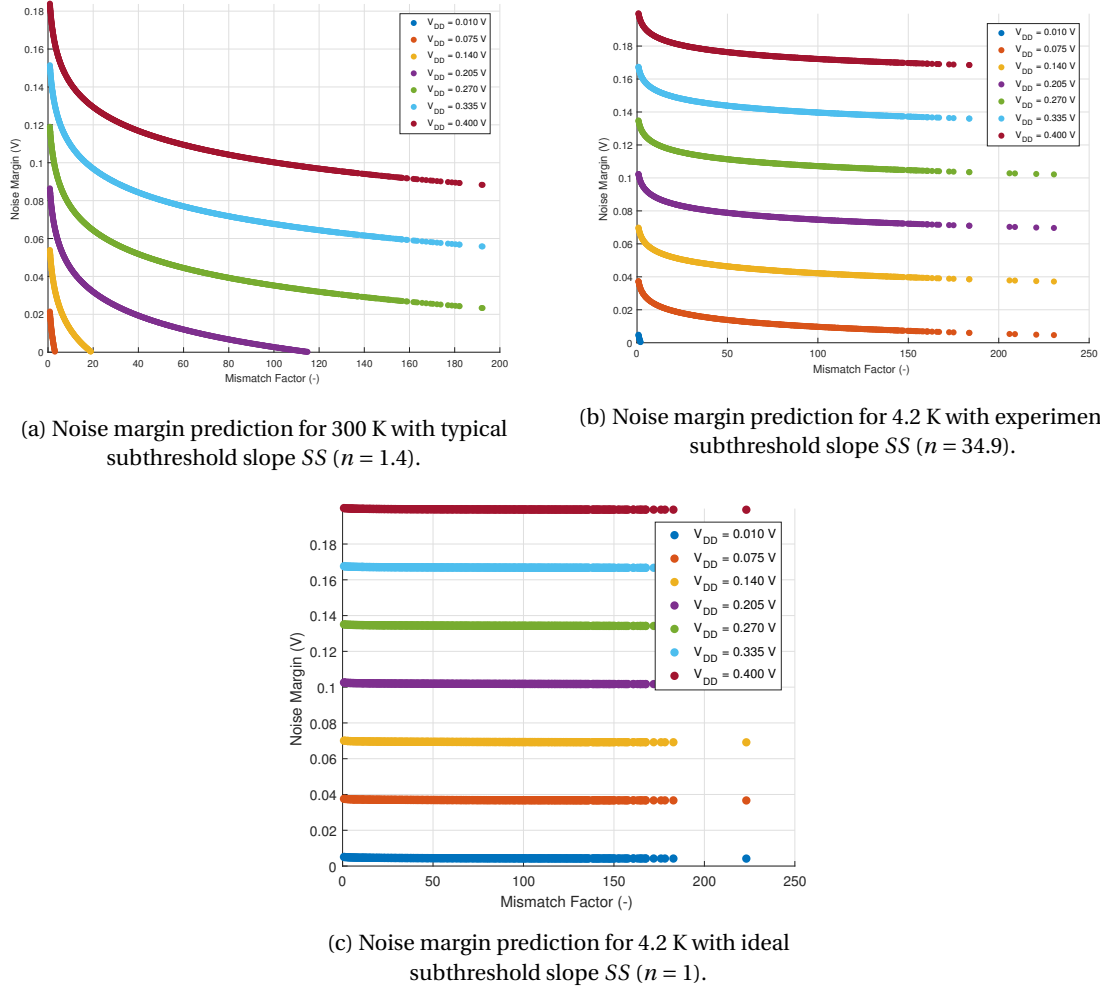 0.18
0.16
0.14
0.12
0.1
0.08
0.06
0.04
0.02
0
Noise Margin (V)
0 20 40 60 80 100 120 140 160 180 200
Mismatch Factor (-)
V_DD = 0.010 V
V_DD = 0.075 V
V_DD = 0.140 V
V_DD = 0.205 V
V_DD = 0.270 V
V_DD = 0.335 V
V_DD = 0.400 V
(a) Noise margin prediction for 300 K with typical
subthreshold slope SS (n = 1.4).
0.18
0.16
0.14
0.12
0.1
0.08
0.06
0.04
0.02
0
Noise Margin (V)
0 50 100 150 200 250
Mismatch Factor (-)
V_DD = 0.010 V
V_DD = 0.075 V
V_DD = 0.140 V
V_DD = 0.205 V
V_DD = 0.270 V
V_DD = 0.335 V
V_DD = 0.400 V
(b) Noise margin prediction for 4.2 K with experimen
subthreshold slope SS (n = 34.9).
0.18
0.16
0.14
0.12
0.1
0.08
0.06
0.04
0.02
0
Noise Margin (V)
0 50 100 150 200 250
Mismatch Factor (-)
V_DD = 0.010 V
V_DD = 0.075 V
V_DD = 0.140 V
V_DD = 0.205 V
V_DD = 0.270 V
V_DD = 0.335 V
V_DD = 0.400 V
(c) Noise margin prediction for 4.2 K with ideal
subthreshold slope SS (n = 1).